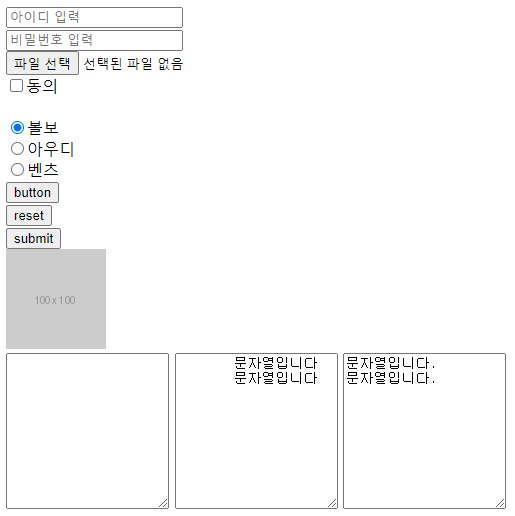 아이디 입력
비밀번호 입력
파일 선택 선택된 파일 없음
동의
볼보
아우디
벤츠
button
reset
submit
100 x 100
문자열입니다
문자열입니다
문자열입니다.
문자열입니다.